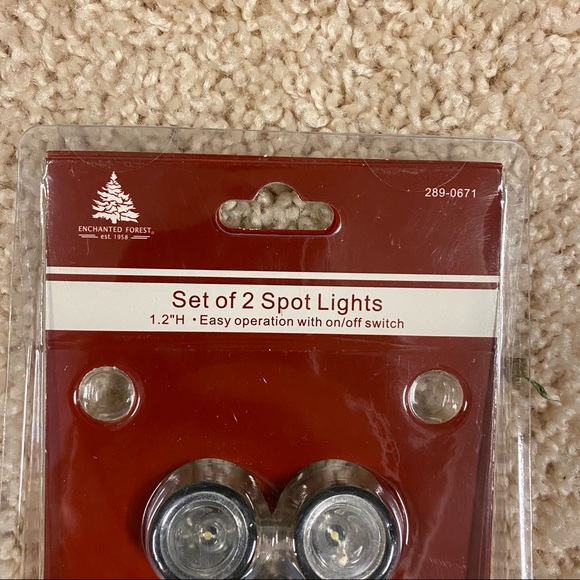 289-0671
ENCHANTED FOREST®
est. 1958
Set of 2 Spot Lights
1.2"H • Easy operation with on/off switch